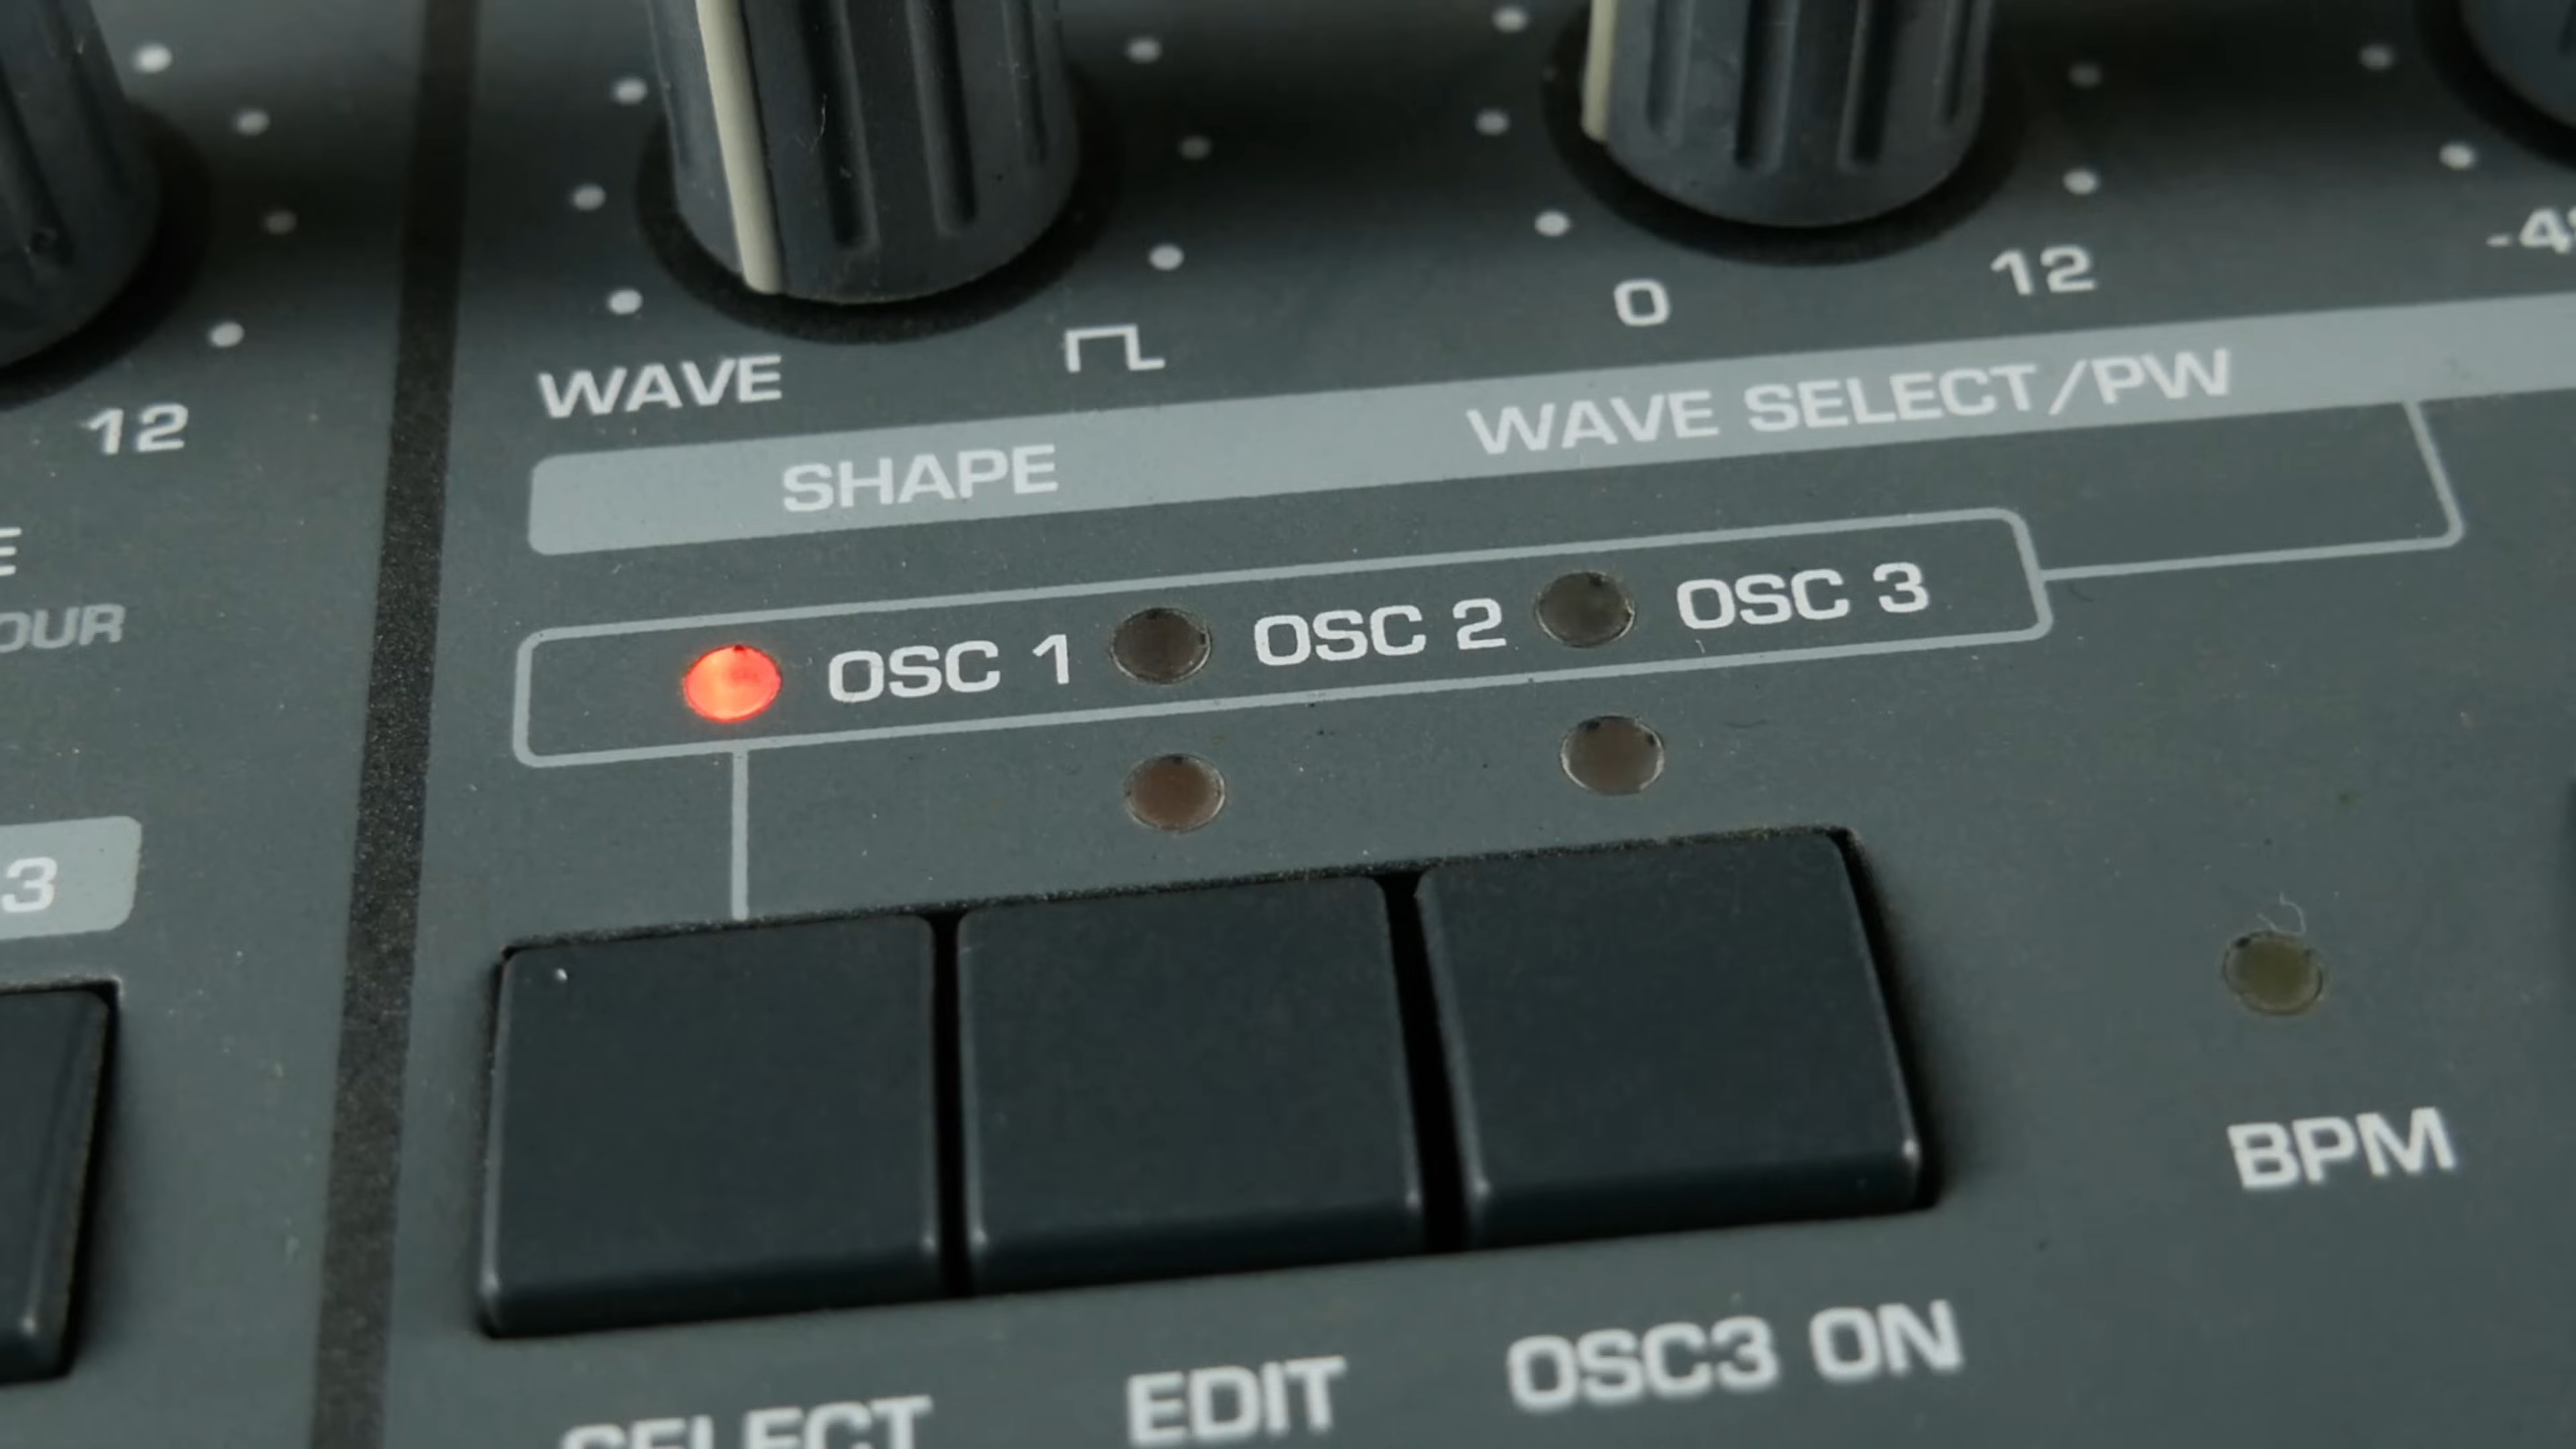 12
WAVE
0
12
SHAPE
WAVE SELECT/PW
OSC 1
OSC 2
OSC 3
3
BPM
SELECT
EDIT
OSC3 ON